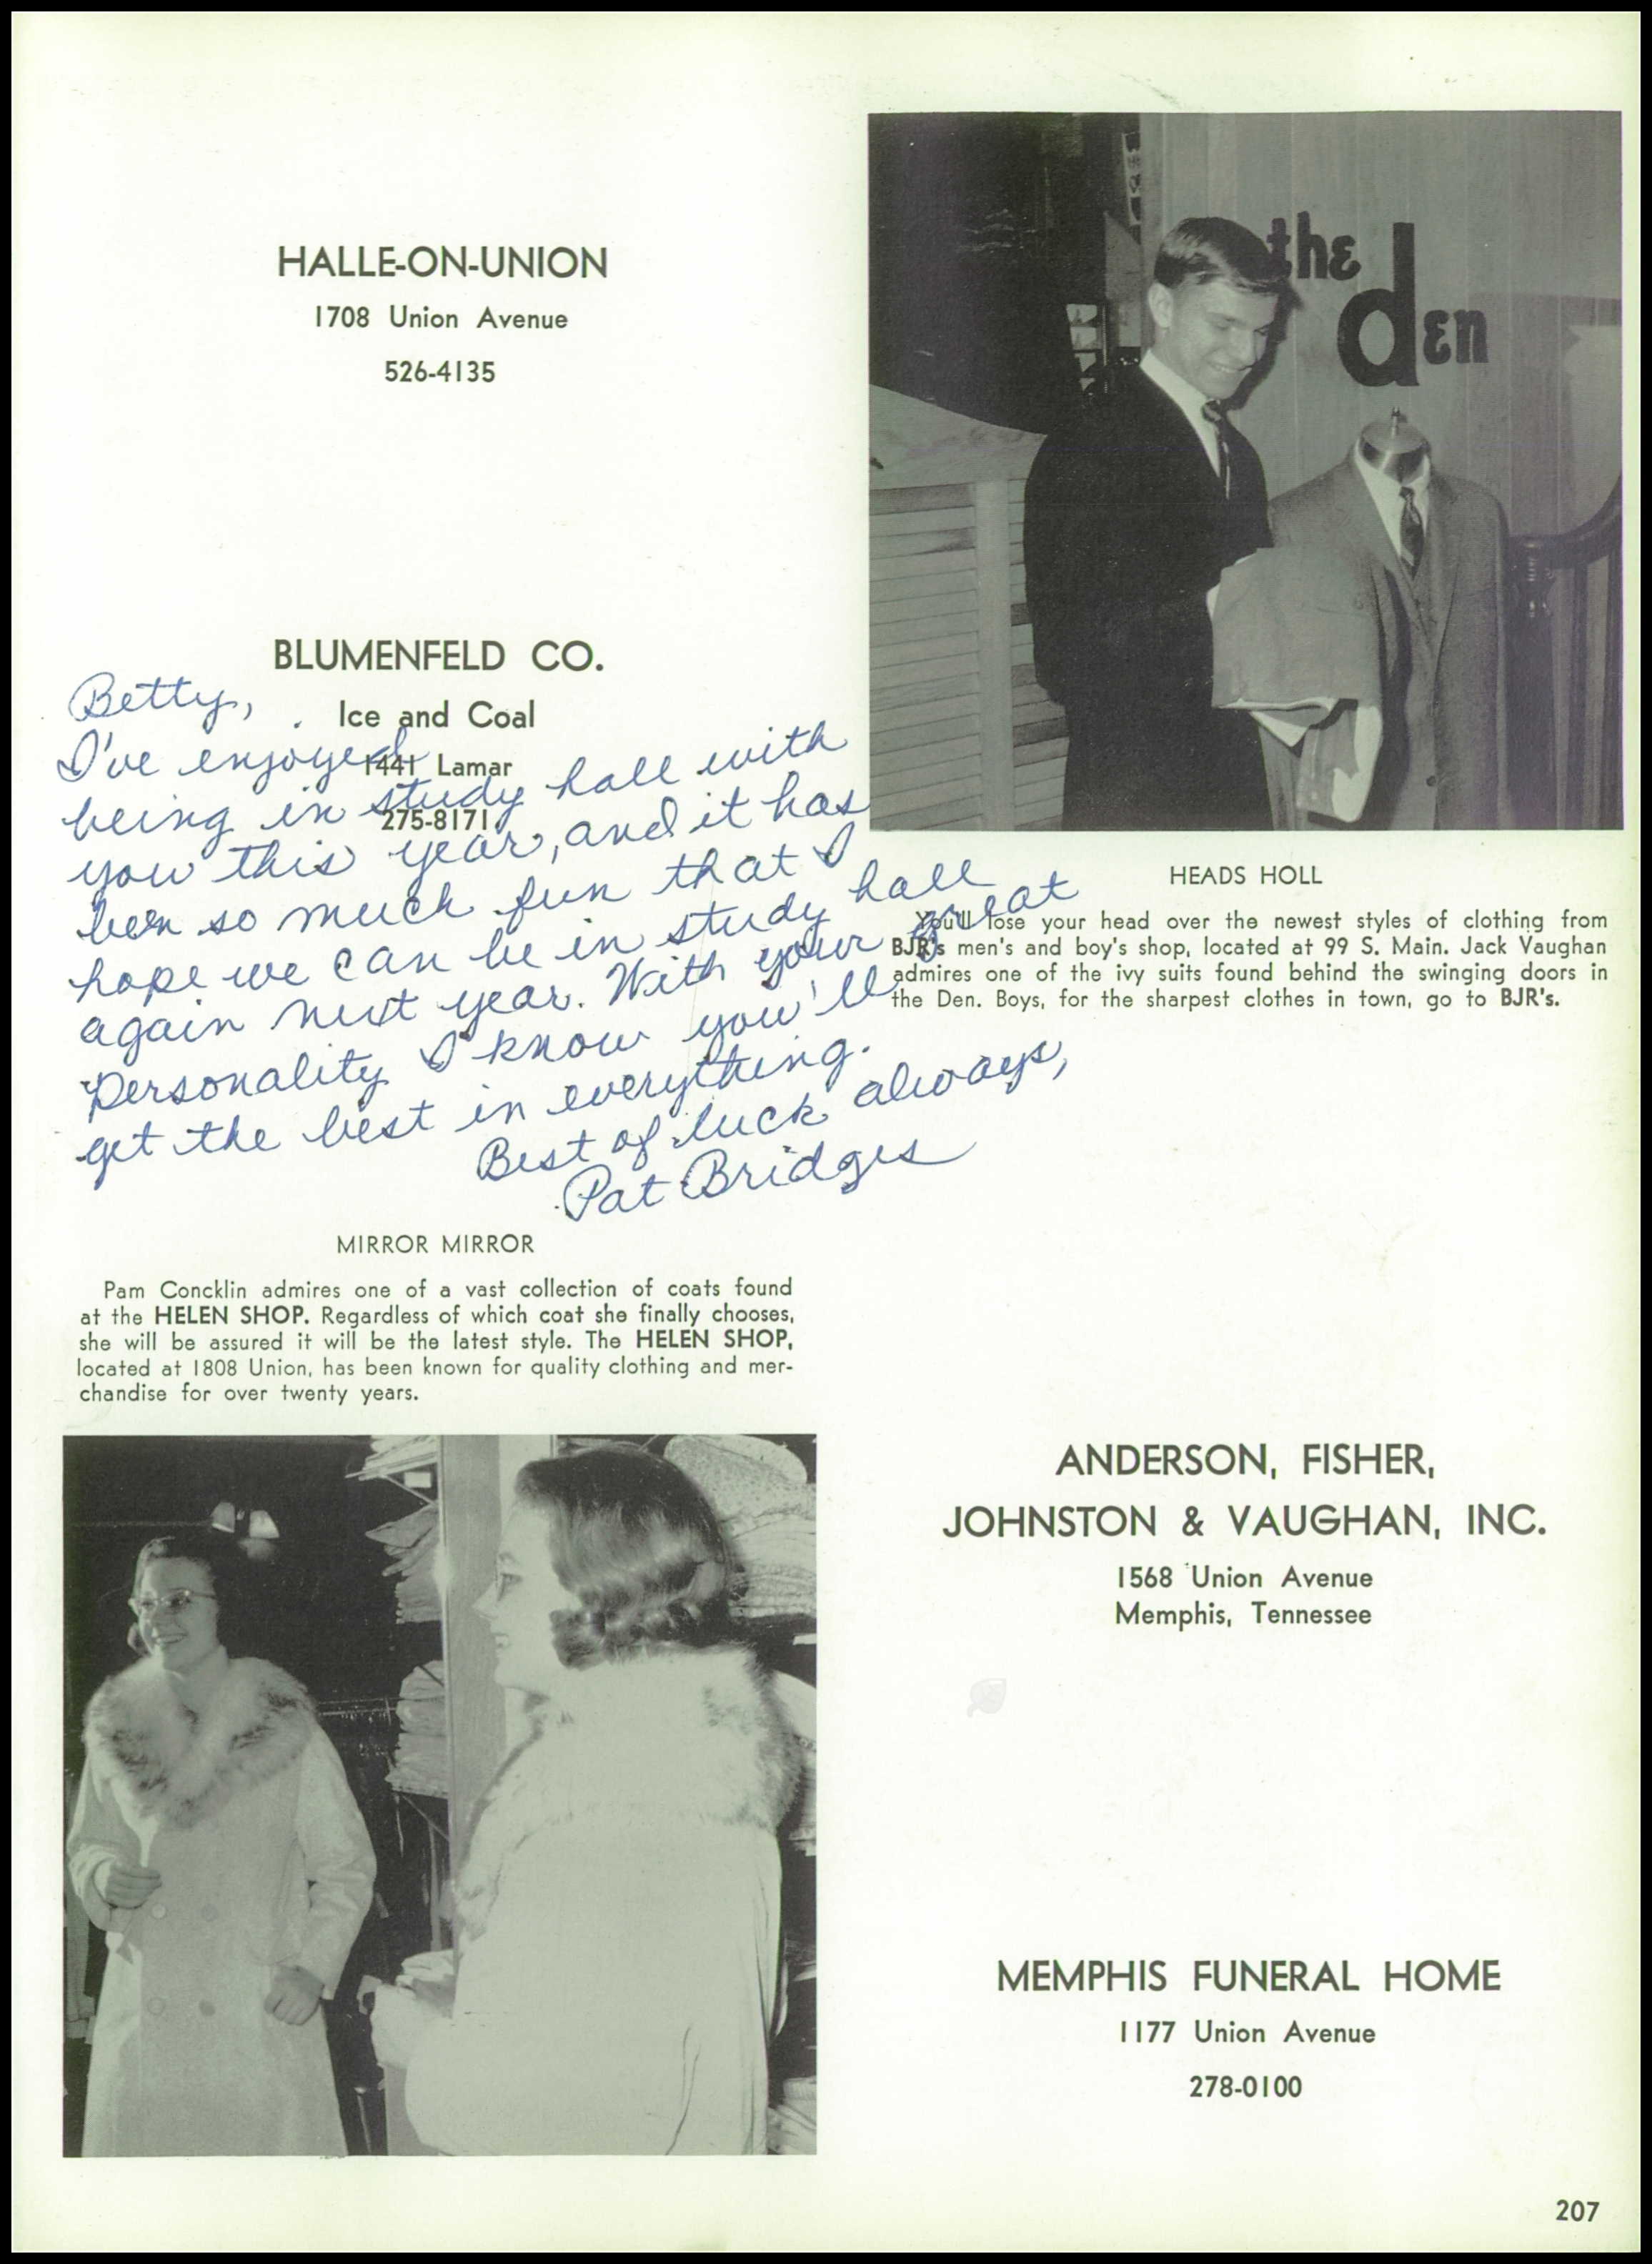 HALLE-ON-UNION
1708 Union Avenue
526-4135
the
den
BLUMENFELD CO.
Ice and Coal
1441 Lamar
275-8171
Betty,
I've enjoyed
being in study hall with
you this year, and it has
been so much fun that I
hope we can be in study hall
again next year. With your great
personality I know you'll
get the best in everything.
Best of luck always,
Pat Bridges
HEADS HOLL
You'll lose your head over the newest styles of clothing from
BJR's men's and boy's shop, located at 99 S. Main. Jack Vaughan
admires one of the ivy suits found behind the swinging doors in
the Den. Boys, for the sharpest clothes in town, go to BJR's.
MIRROR MIRROR
Pam Concklin admires one of a vast collection of coats found
at the HELEN SHOP. Regardless of which coat she finally chooses,
she will be assured it will be the latest style. The HELEN SHOP,
located at 1808 Union, has been known for quality clothing and mer-
chandise for over twenty years.
ANDERSON, FISHER,
JOHNSTON & VAUGHAN, INC.
1568 Union Avenue
Memphis, Tennessee
MEMPHIS FUNERAL HOME
1177 Union Avenue
278-0100
207